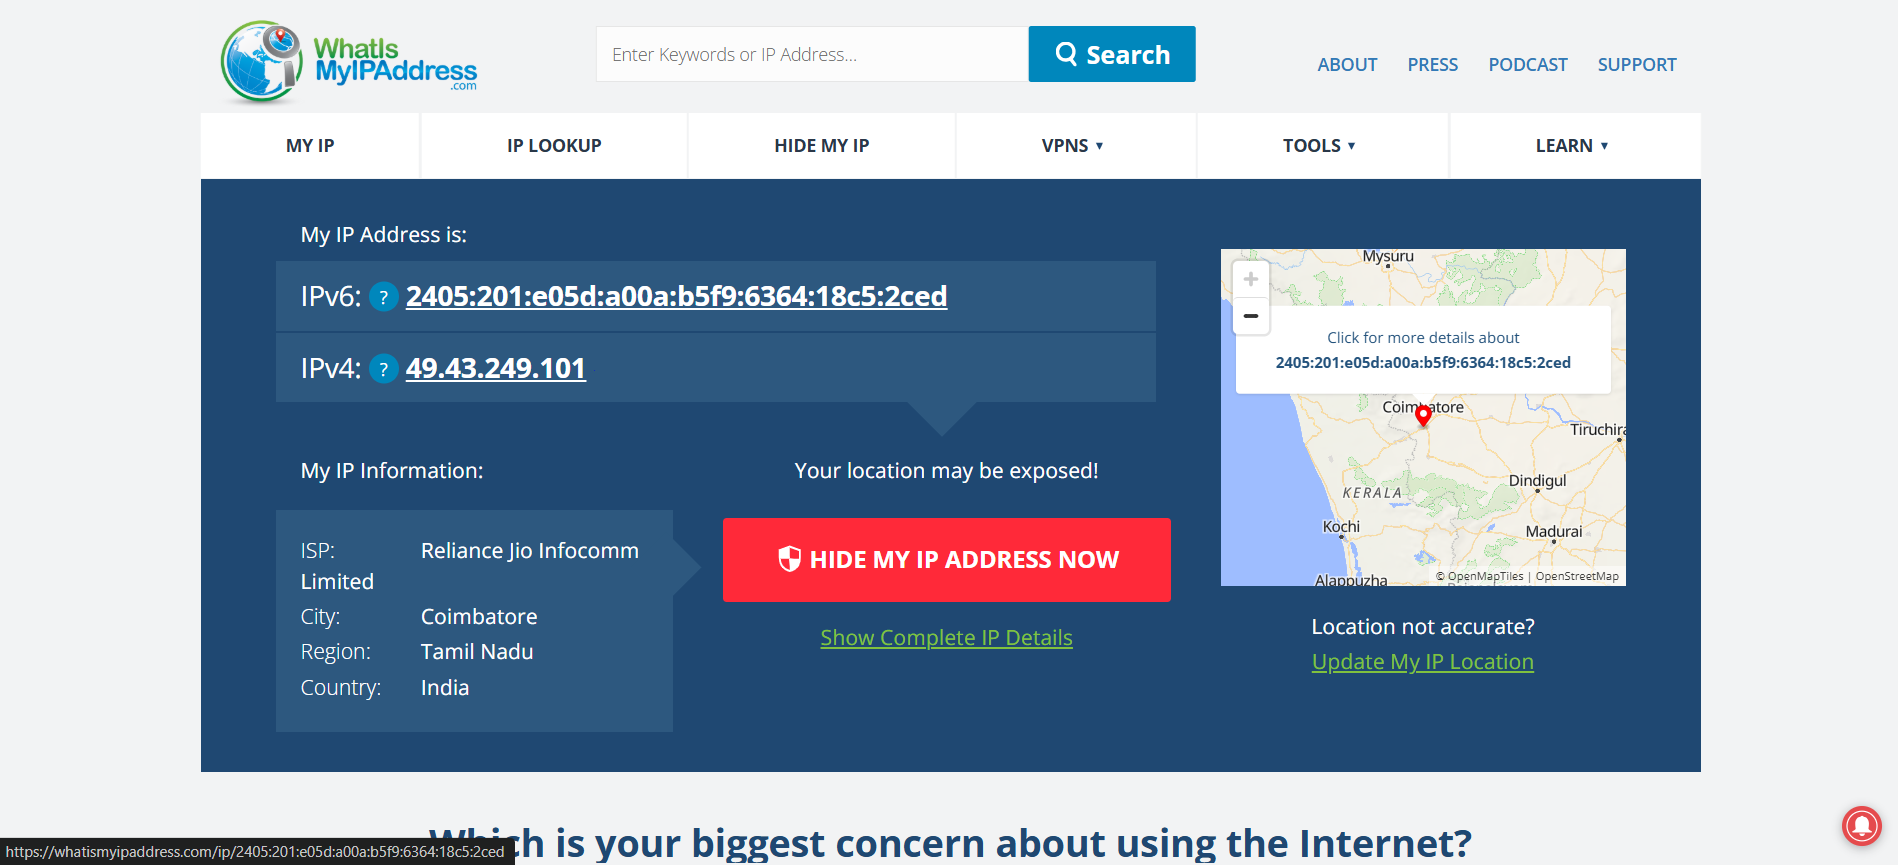 WhatIs
MyIPAddress
.com
Enter Keywords or IP Address...
Search
ABOUT PRESS PODCAST SUPPORT
MY IP IP LOOKUP HIDE MY IP VPNS ▾ TOOLS ▾ LEARN ▾
My IP Address is:
IPv6: ? 2405:201:e05d:a00a:b5f9:6364:18c5:2ced
IPv4: ? 49.43.249.101
My IP Information:
ISP: Reliance Jio Infocomm
Limited
City: Coimbatore
Region: Tamil Nadu
Country: India
Your location may be exposed!
HIDE MY IP ADDRESS NOW
Show Complete IP Details
Mysuru
+
−
Click for more details about
2405:201:e05d:a00a:b5f9:6364:18c5:2ced
Coimbatore
Tiruchira
Dindigul
KERALA
Kochi
Madurai
Alappuzha
© OpenMapTiles | OpenStreetMap
Location not accurate?
Update My IP Location
Which is your biggest concern about using the Internet?
https://whatismyipaddress.com/ip/2405:201:e05d:a00a:b5f9:6364:18c5:2ced